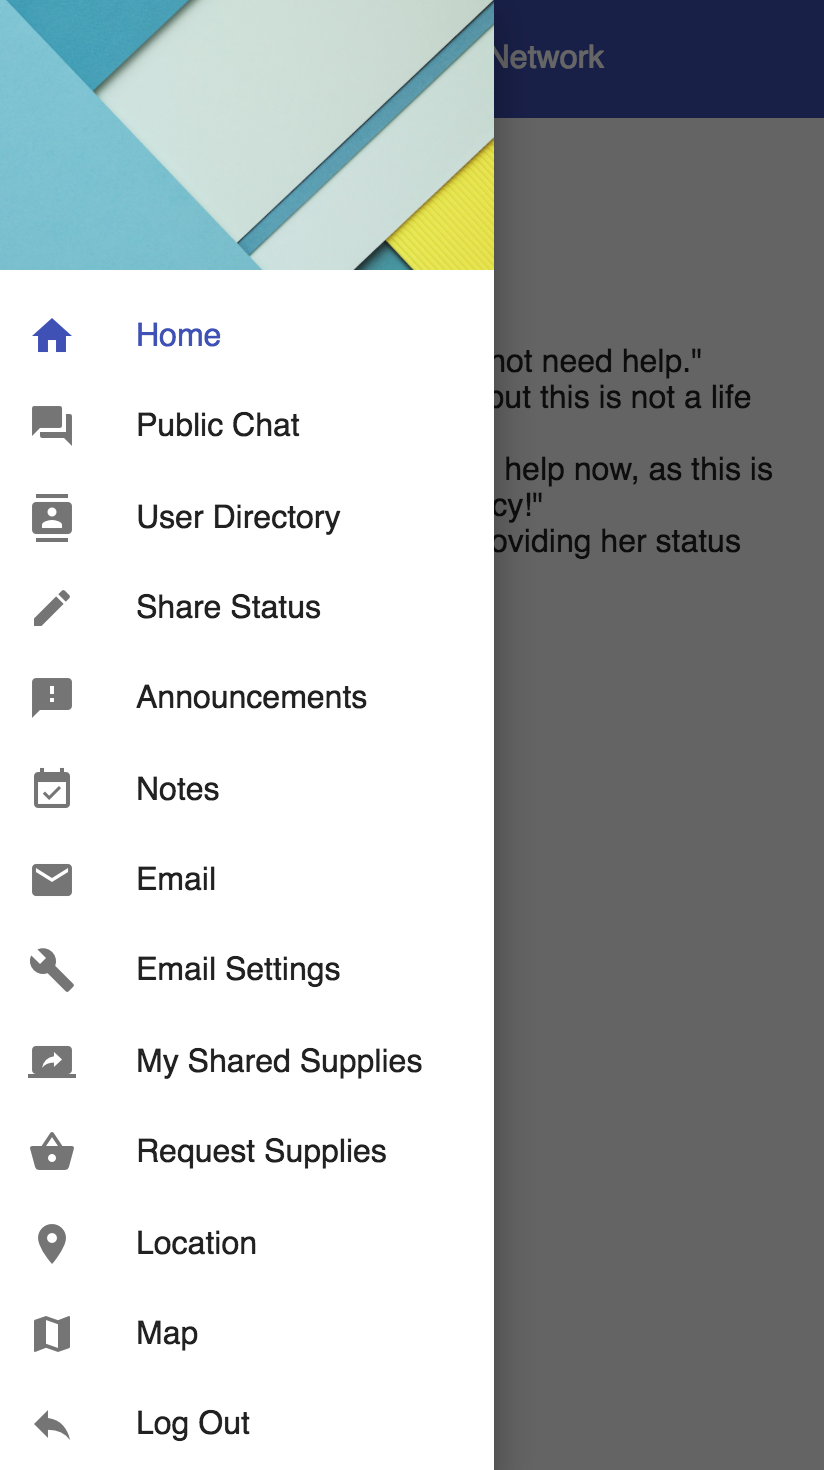 Network
Home
Public Chat
User Directory
Share Status
Announcements
Notes
Email
Email Settings
My Shared Supplies
Request Supplies
Location
Map
Log Out
not need help."
but this is not a life
help now, as this is
cy!"
oviding her status